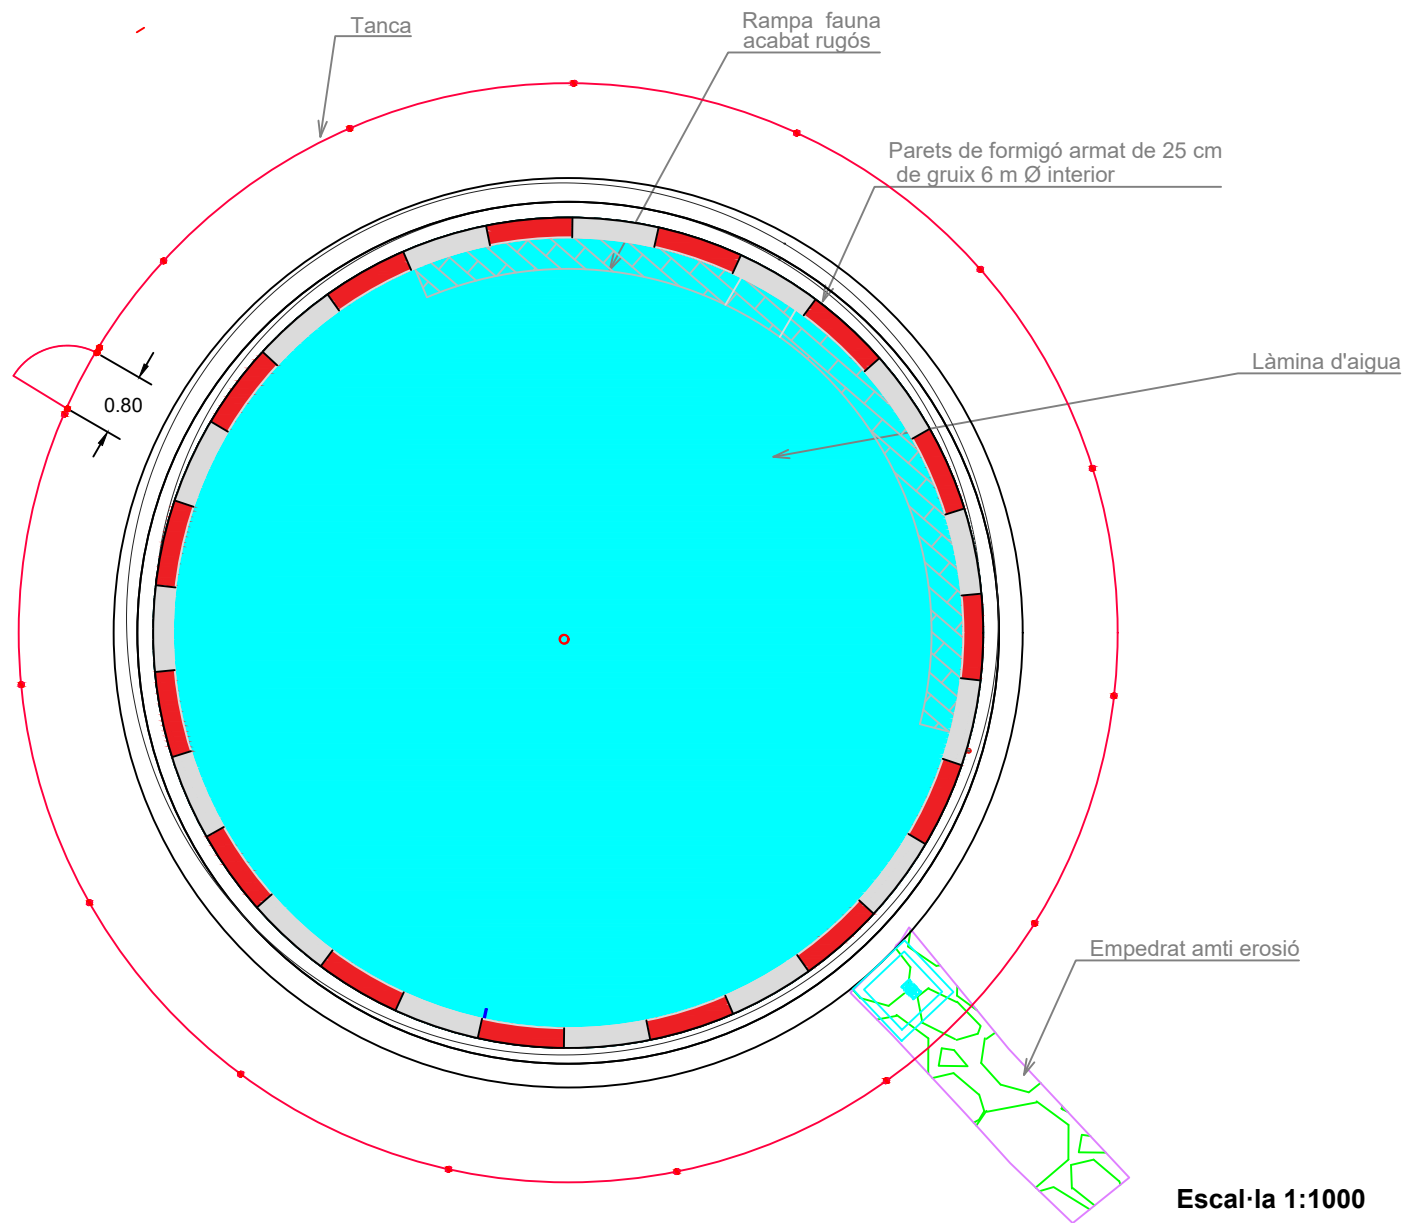 Tanca
Rampa fauna
acabat rugós
Parets de formigó armat de 25 cm
de gruix 6 m Ø interior
Làmina d'aigua
0.80
Empedrat amti erosió
Escal·la 1:1000